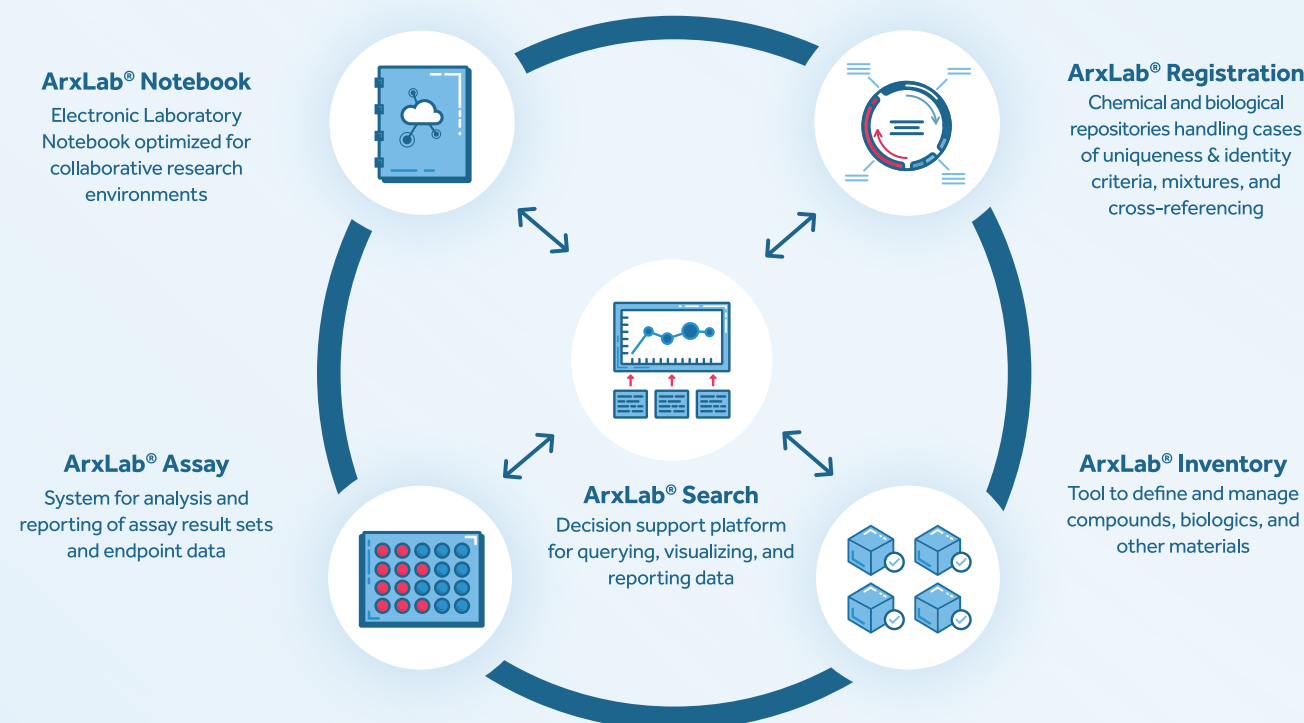 ArxLab® Notebook
Electronic Laboratory
Notebook optimized for
collaborative research
environments
ArxLab® Registration
Chemical and biological
repositories handling cases
of uniqueness & identity
criteria, mixtures, and
cross-referencing
ArxLab® Assay
System for analysis and
reporting of assay result sets
and endpoint data
ArxLab® Search
Decision support platform
for querying, visualizing, and
reporting data
ArxLab® Inventory
Tool to define and manage
compounds, biologics, and
other materials